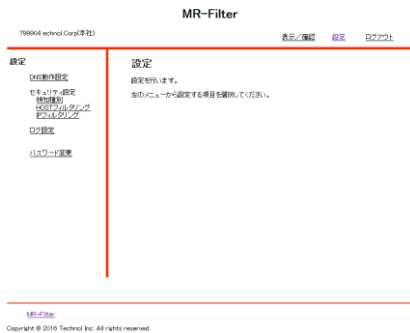 MR-Filter
799904 echnol Corp(本社)
表示／確認 設定 ログアウト
設定
DNS動作設定
セキュリティ設定
検知種別
HOSTフィルタリング
IPフィルタリング
ログ設定
パスワード変更
設定
設定を行います。
左のメニューから設定する項目を選択してください。
MR-Filter
Copyright © 2016 Technol Inc. All rights reserved.